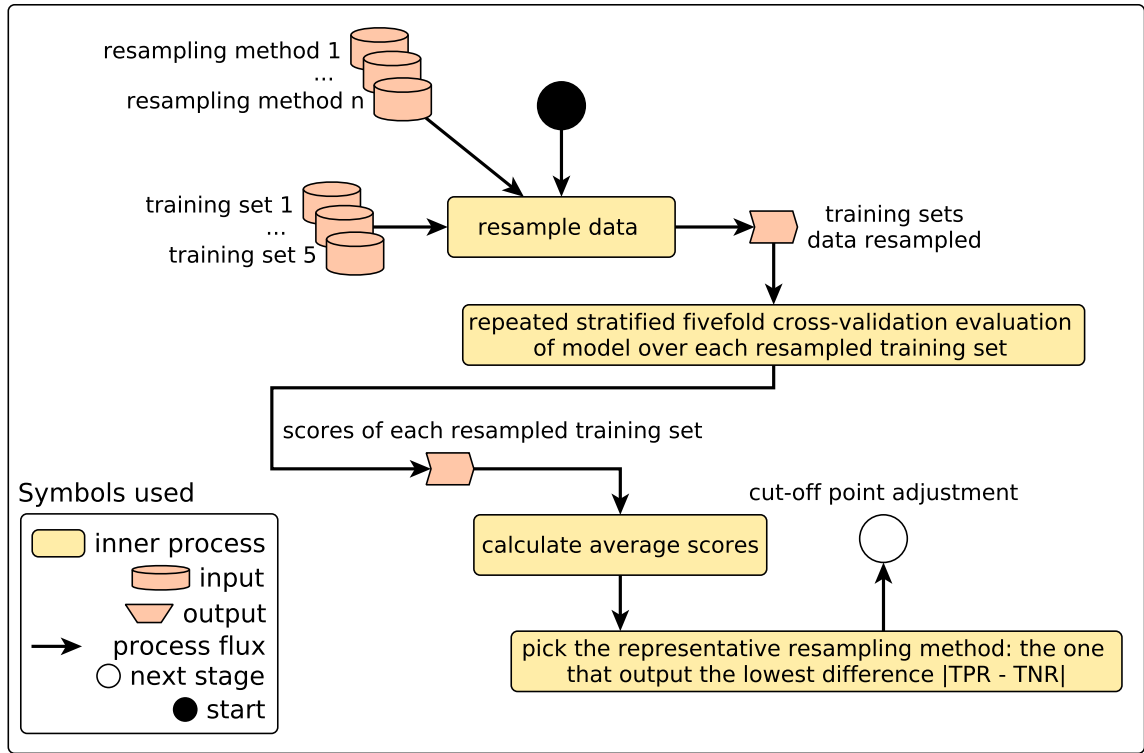 resampling method 1
...
resampling method n
training set 1
...
training set 5
resample data
training sets
data resampled
repeated stratified fivefold cross-validation evaluation
of model over each resampled training set
scores of each resampled training set
calculate average scores
cut-off point adjustment
pick the representative resampling method: the one
that output the lowest difference |TPR - TNR|
Symbols used
inner process
input
output
process flux
next stage
start